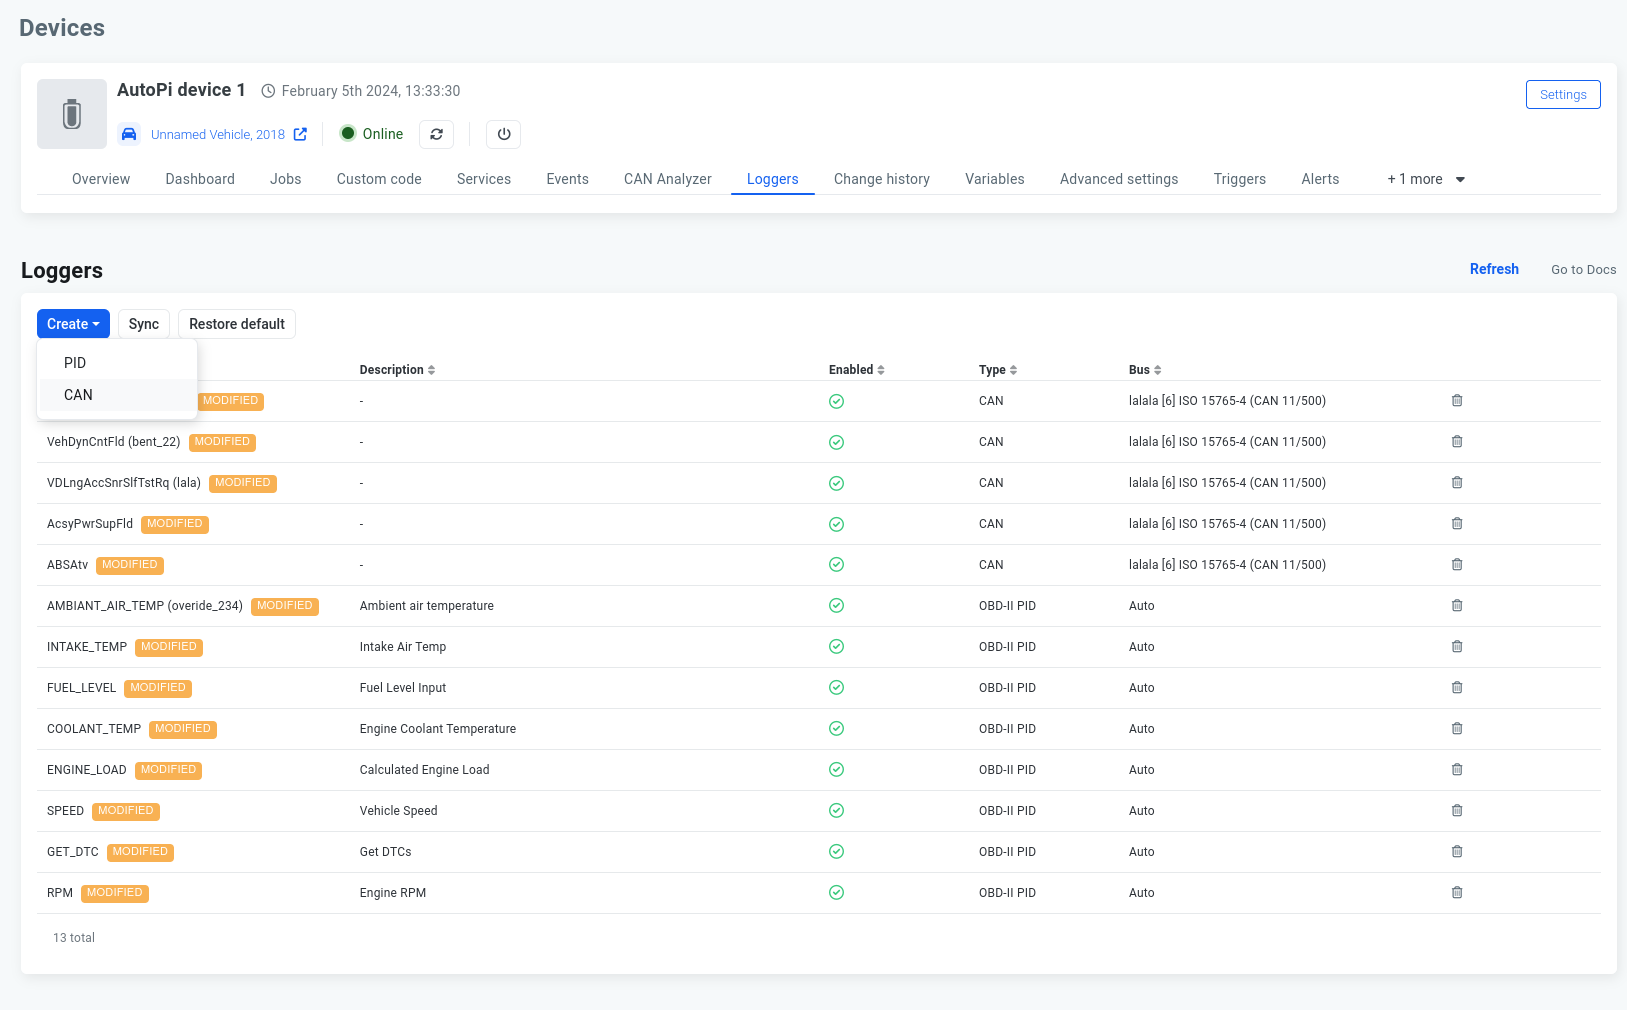 Devices
AutoPi device 1 February 5th 2024, 13:33:30
Settings
Unnamed Vehicle, 2018 Online
Overview Dashboard Jobs Custom code Services Events CAN Analyzer Loggers Change history Variables Advanced settings Triggers Alerts + 1 more
Loggers Refresh Go to Docs
Create Sync Restore default
PID
CAN
Description Enabled Type Bus
MODIFIED - CAN lalala [6] ISO 15765-4 (CAN 11/500)
VehDynCntFld (bent_22) MODIFIED - CAN lalala [6] ISO 15765-4 (CAN 11/500)
VDLngAccSnrSlfTstRq (lala) MODIFIED - CAN lalala [6] ISO 15765-4 (CAN 11/500)
AcsyPwrSupFld MODIFIED - CAN lalala [6] ISO 15765-4 (CAN 11/500)
ABSAtv MODIFIED - CAN lalala [6] ISO 15765-4 (CAN 11/500)
AMBIANT_AIR_TEMP (overide_234) MODIFIED Ambient air temperature OBD-II PID Auto
INTAKE_TEMP MODIFIED Intake Air Temp OBD-II PID Auto
FUEL_LEVEL MODIFIED Fuel Level Input OBD-II PID Auto
COOLANT_TEMP MODIFIED Engine Coolant Temperature OBD-II PID Auto
ENGINE_LOAD MODIFIED Calculated Engine Load OBD-II PID Auto
SPEED MODIFIED Vehicle Speed OBD-II PID Auto
GET_DTC MODIFIED Get DTCs OBD-II PID Auto
RPM MODIFIED Engine RPM OBD-II PID Auto
13 total